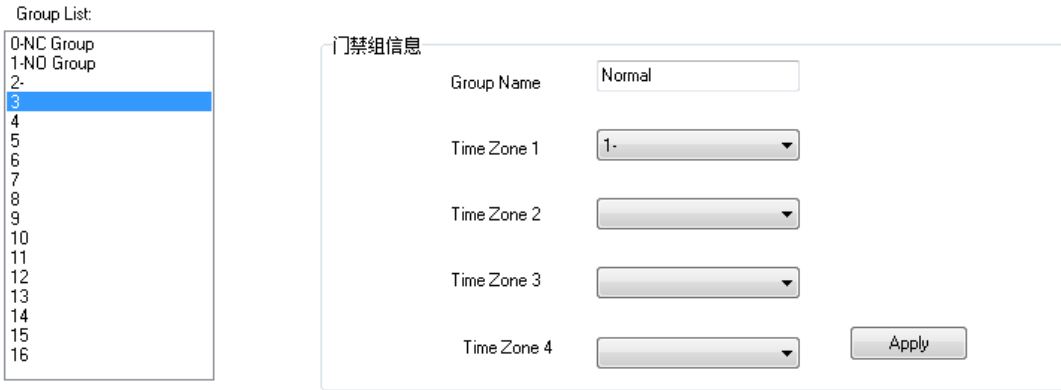 Group List:
0-NC Group
1-NO Group
2-
3
4
5
6
7
8
9
10
11
12
13
14
15
16
门禁组信息
Group Name
Normal
Time Zone 1
1-
Time Zone 2
Time Zone 3
Time Zone 4
Apply